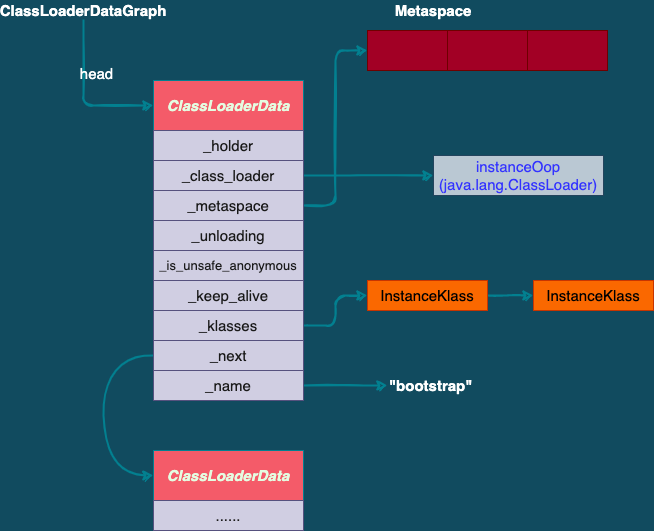 ClassLoaderDataGraph
Metaspace
head
ClassLoaderData
_holder
_class_loader
instanceOop
(java.lang.ClassLoader)
_metaspace
_unloading
_is_unsafe_anonymous
_keep_alive
InstanceKlass
InstanceKlass
_klasses
_next
_name
"bootstrap"
ClassLoaderData
......